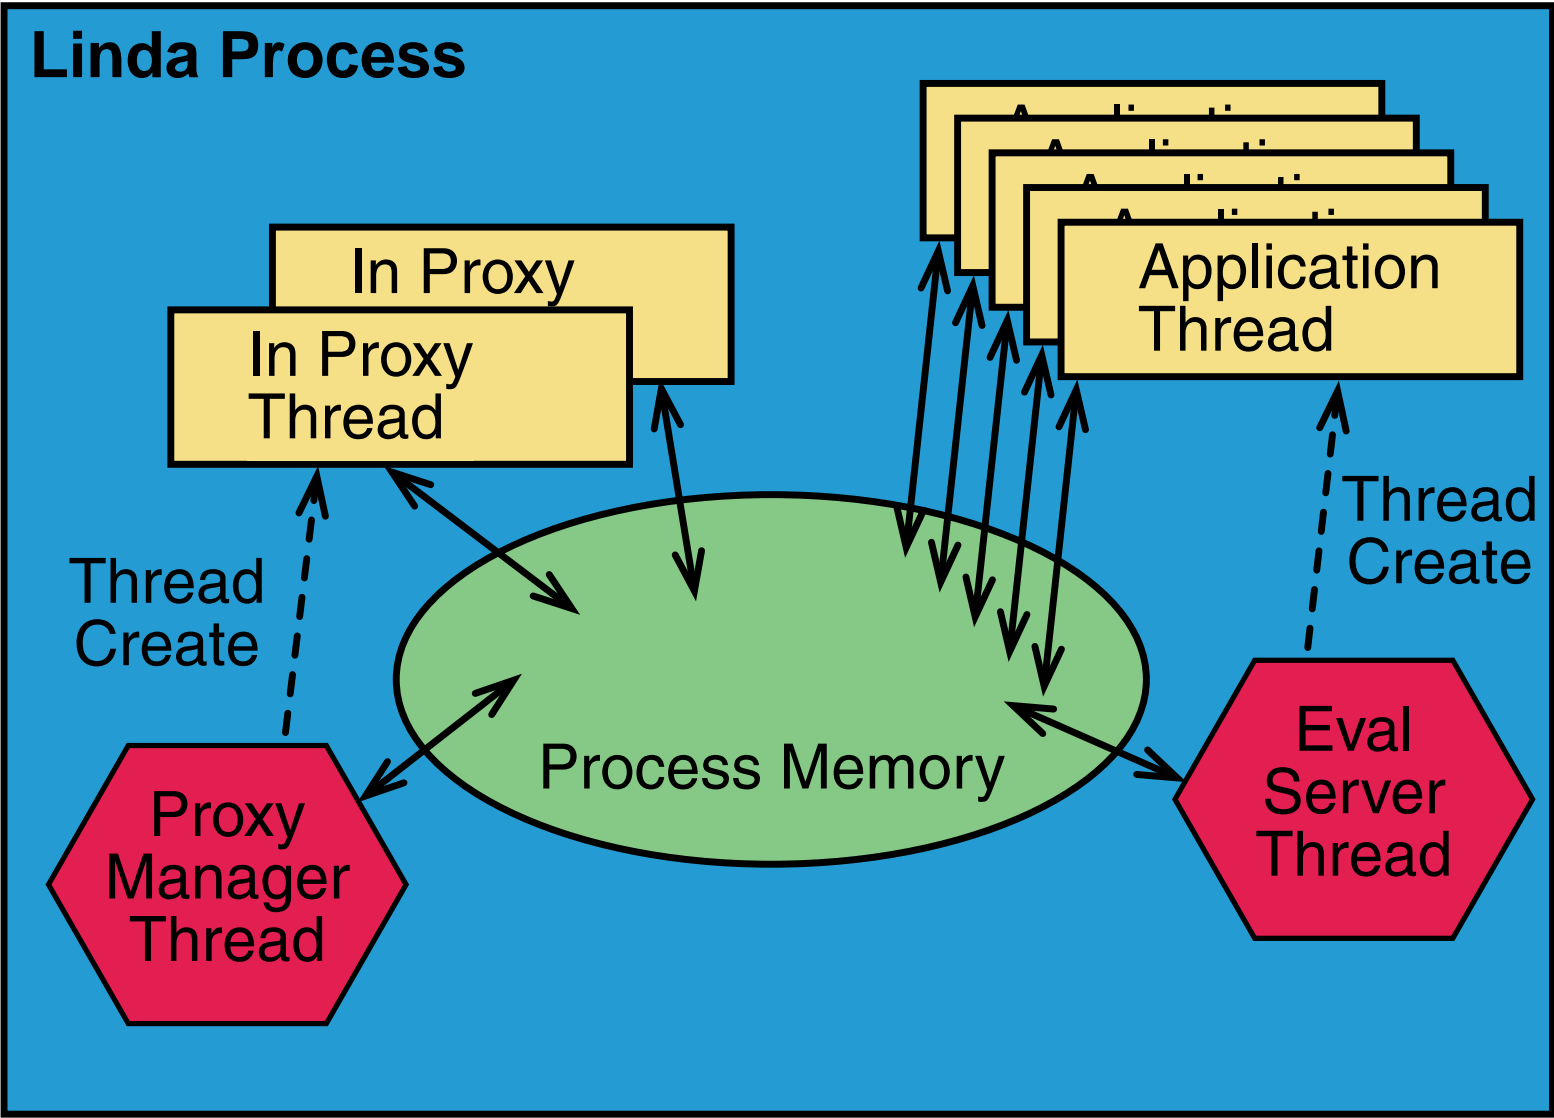 Linda Process
Application
Thread
In Proxy
In Proxy
Thread
Thread
Create
Thread
Create
Process Memory
Proxy
Manager
Thread
Eval
Server
Thread